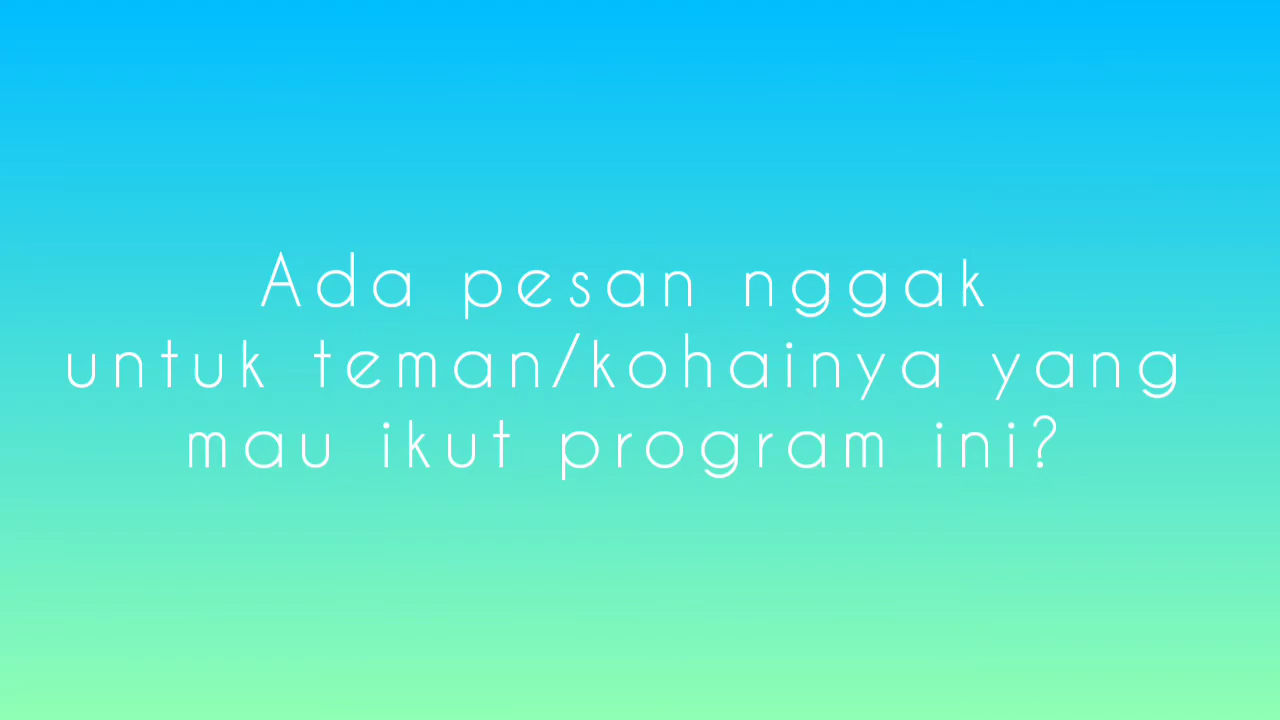 Ada pesan nggak
untuk teman/kohainya yang
mau ikut program ini?